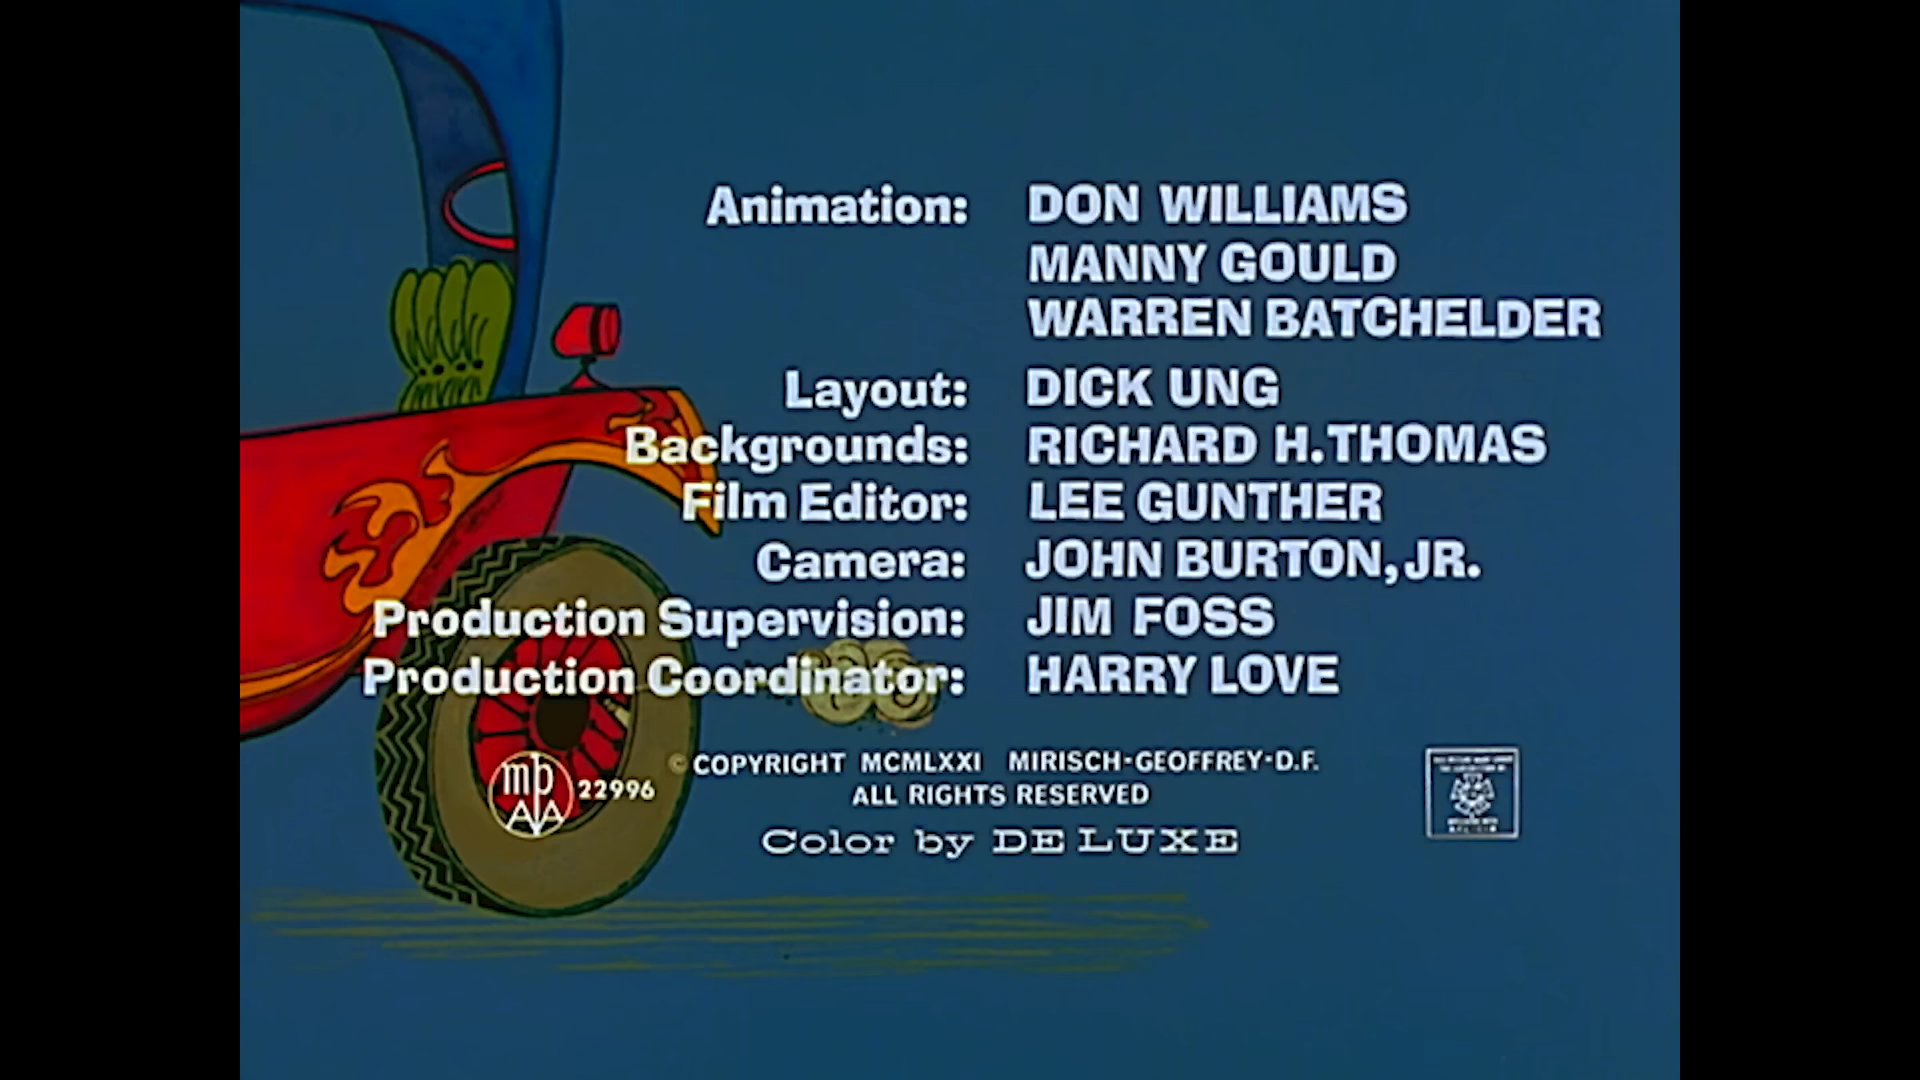 Animation: DON WILLIAMS
MANNY GOULD
WARREN BATCHELDER
Layout: DICK UNG
Backgrounds: RICHARD H. THOMAS
Film Editor: LEE GUNTHER
Camera: JOHN BURTON, JR.
Production Supervision: JIM FOSS
Production Coordinator: HARRY LOVE
© COPYRIGHT MCMLXXI MIRISCH-GEOFFREY-D.F.
mp AA 22996
ALL RIGHTS RESERVED
Color by DE LUXE